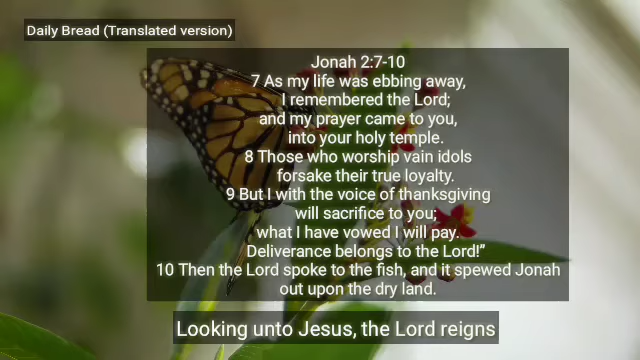 Daily Bread (Translated version)
Jonah 2:7-10
7 As my life was ebbing away,
I remembered the Lord;
and my prayer came to you,
into your holy temple.
8 Those who worship vain idols
forsake their true loyalty.
9 But I with the voice of thanksgiving
will sacrifice to you;
what I have vowed I will pay.
Deliverance belongs to the Lord!”
10 Then the Lord spoke to the fish, and it spewed Jonah
out upon the dry land.
Looking unto Jesus, the Lord reigns